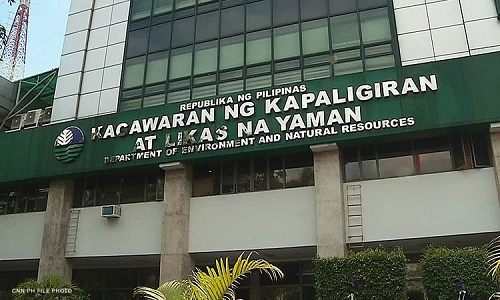 REPUBLIKA NG PILIPINAS
KAGAWARAN NG KAPALIGIRAN
AT LIKAS NA YAMAN
DEPARTMENT OF ENVIRONMENT AND NATURAL RESOURCES
CNN PH FILE PHOTO